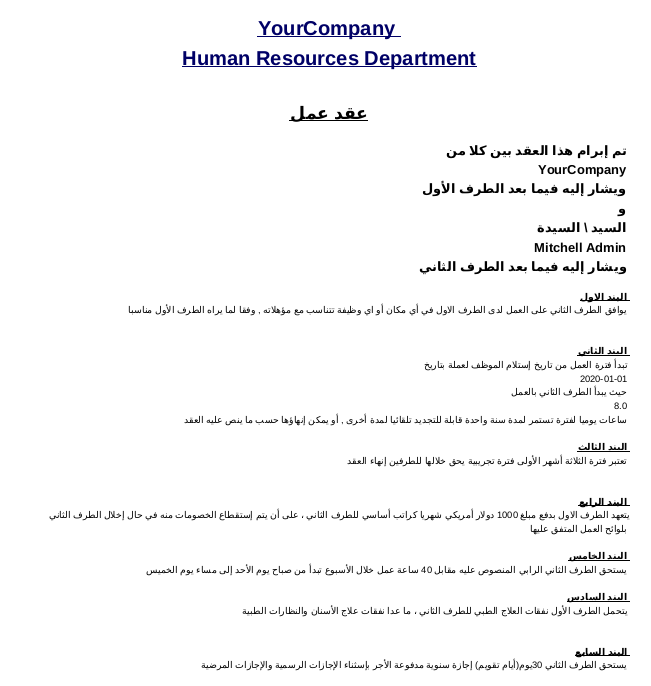 YourCompany
Human Resources Department
عقد عمل
تم إبرام هذا العقد بين كلا من
YourCompany
ويشار إليه فيما بعد الطرف الأول
و
السيد \ السيدة
Mitchell Admin
ويشار إليه فيما بعد الطرف الثاني
البند الاول
يوافق الطرف الثاني على العمل لدى الطرف الاول في أي مكان أو اي وظيفة تتناسب مع مؤهلاته , وفقا لما يراه الطرف الأول مناسبا
البند الثاني
تبدأ فترة العمل من تاريخ إستلام الموظف لعملة بتاريخ
2020-01-01
حيث يبدأ الطرف الثاني بالعمل
8.0
ساعات يوميا لفترة تستمر لمدة سنة واحدة قابلة للتجديد تلقائيا لمدة أخرى , أو يمكن إنهاؤها حسب ما ينص عليه العقد
البند الثالث
تعتبر فترة الثلاثة أشهر الأولى فترة تجريبية يحق خلالها للطرفين إنهاء العقد
البند الرابع
يتعهد الطرف الاول بدفع مبلغ 1000 دولار أمريكي شهريا كراتب أساسي للطرف الثاني ، على أن يتم إستقطاع الخصومات منه في حال إخلال الطرف الثاني
بلوائح العمل المتفق عليها
البند الخامس
يستحق الطرف الثاني الرابي المنصوص عليه مقابل 40 ساعة عمل خلال الأسبوع تبدأ من صباح يوم الأحد إلى مساء يوم الخميس
البند السادس
يتحمل الطرف الأول نفقات العلاج الطبي للطرف الثاني ، ما عدا نفقات علاج الأسنان والنظارات الطبية
البند السابع
يستحق الطرف الثاني 30يوم(أيام تقويم) إجازة سنوية مدفوعة الأجر بإستثناء الإجازات الرسمية والإجازات المرضية